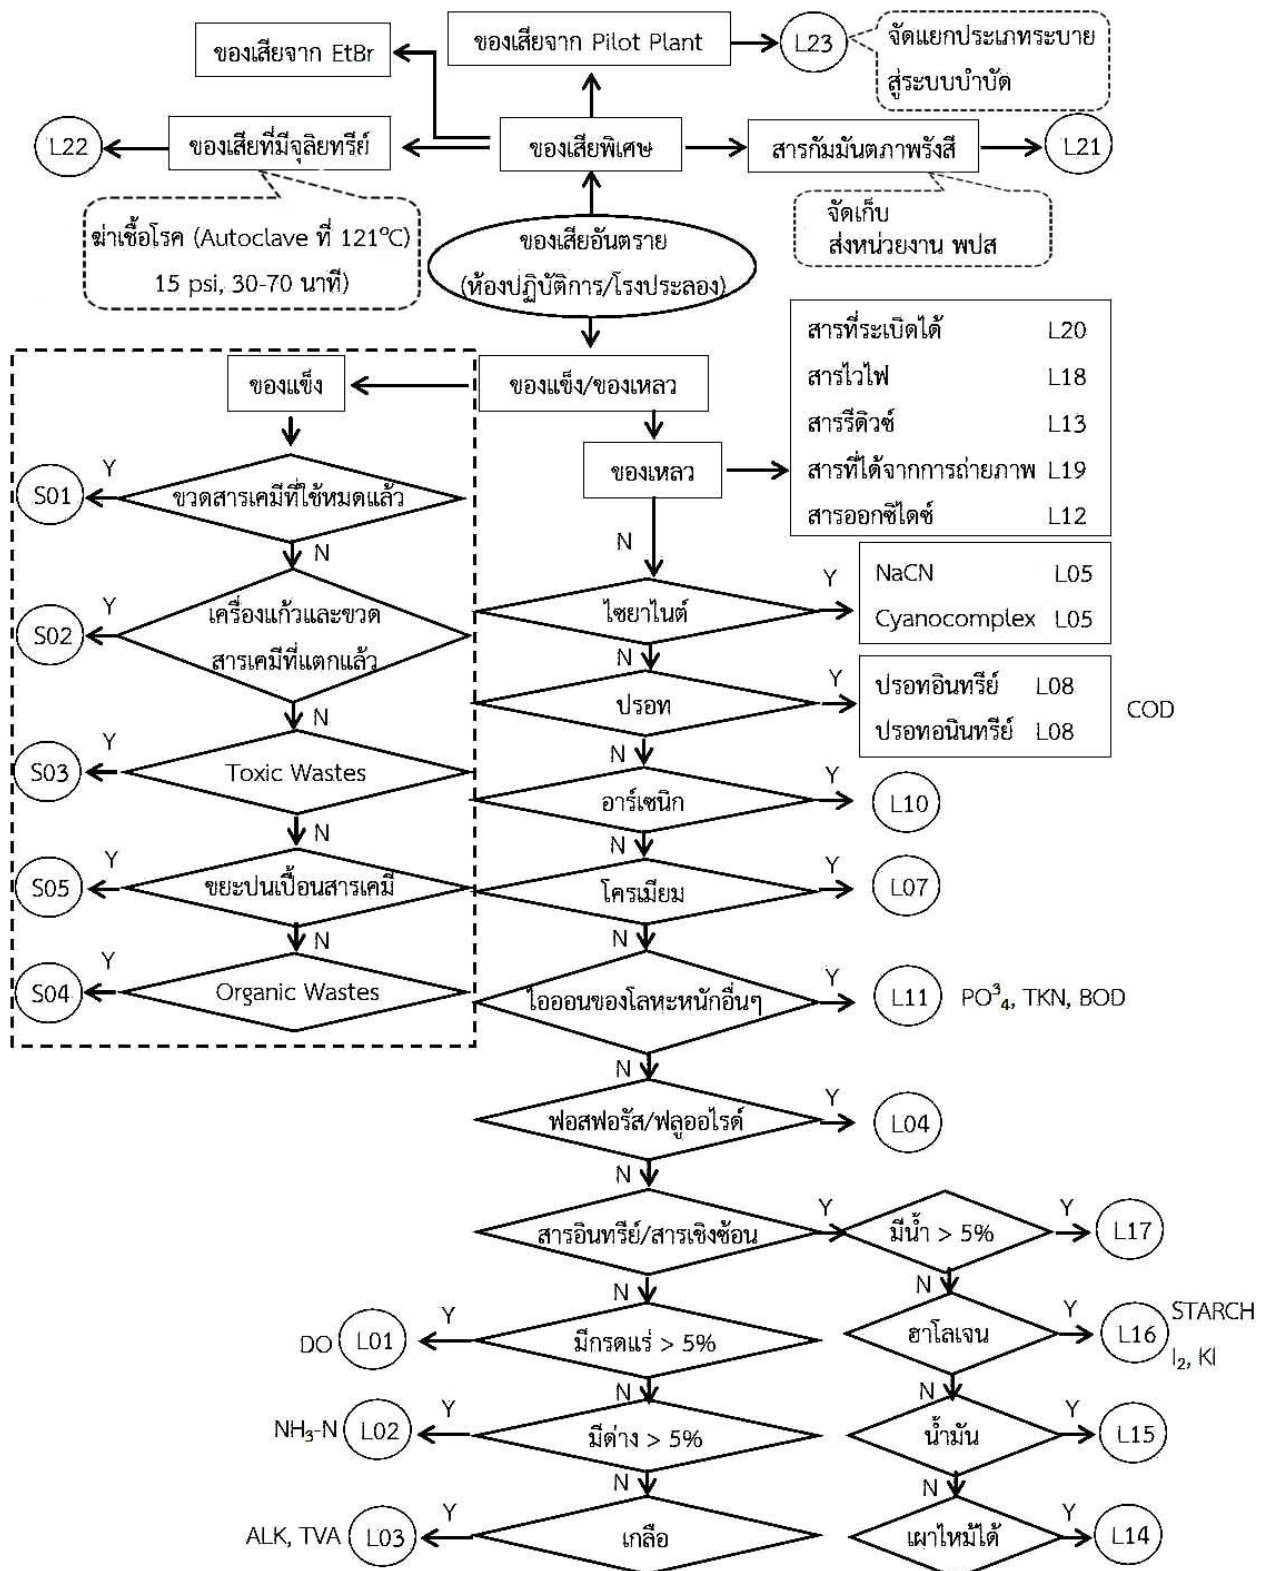 ของเสียจาก EtBr
ของเสียจาก Pilot Plant
L23
จัดแยกประเภทระบาย
สู่ระบบบำบัด
L22
ของเสียที่มีจุลิยทรีย์
ของเสียพิเศษ
สารกัมมันตภาพรังสี
L21
ฆ่าเชื้อโรค (Autoclave ที่ 121°C)
15 psi, 30-70 นาที)
จัดเก็บ
ส่งหน่วยงาน พปส
ของเสียอันตราย
(ห้องปฏิบัติการ/โรงประลอง)
ของแข็ง
ของแข็ง/ของเหลว
ของเหลว
สารที่ระเบิดได้ L20
สารไวไฟ L18
สารรีดิวซ์ L13
สารที่ได้จากการถ่ายภาพ L19
สารออกซิไดซ์ L12
S01
Y
ขวดสารเคมีที่ใช้หมดแล้ว
N
S02
Y
เครื่องแก้วและขวด
สารเคมีที่แตกแล้ว
N
S03
Y
Toxic Wastes
N
S05
Y
ขยะปนเปื้อนสารเคมี
N
S04
Y
Organic Wastes
N
ไซยาไนต์
Y
NaCN L05
Cyanocomplex L05
N
ปรอท
Y
ปรอทอินทรีย์ L08
ปรอทอนินทรีย์ L08
COD
N
อาร์เซนิก
Y
L10
N
โครเมียม
Y
L07
N
ไอออนของโลหะหนักอื่นๆ
Y
L11
PO³₄, TKN, BOD
N
ฟอสฟอรัส/ฟลูออไรด์
Y
L04
N
สารอินทรีย์/สารเชิงซ้อน
Y
มีน้ำ > 5%
Y
L17
N
N
DO
L01
Y
มีกรดแร่ > 5%
ฮาโลเจน
Y
L16
STARCH
I₂, KI
N
N
NH₃-N
L02
Y
มีด่าง > 5%
น้ำมัน
Y
L15
N
N
ALK, TVA
L03
Y
เกลือ
เผาไหม้ได้
Y
L14